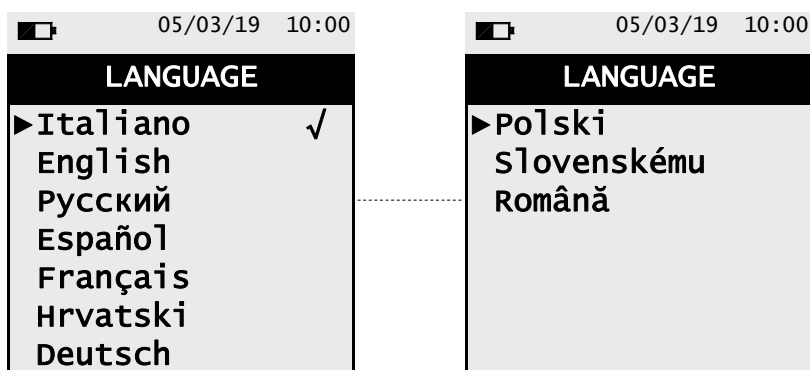 05/03/19 10:00
LANGUAGE
▶Italiano √
English
Русский
Español
Français
Hrvatski
Deutsch
05/03/19 10:00
LANGUAGE
▶Polski
Slovenskému
Română